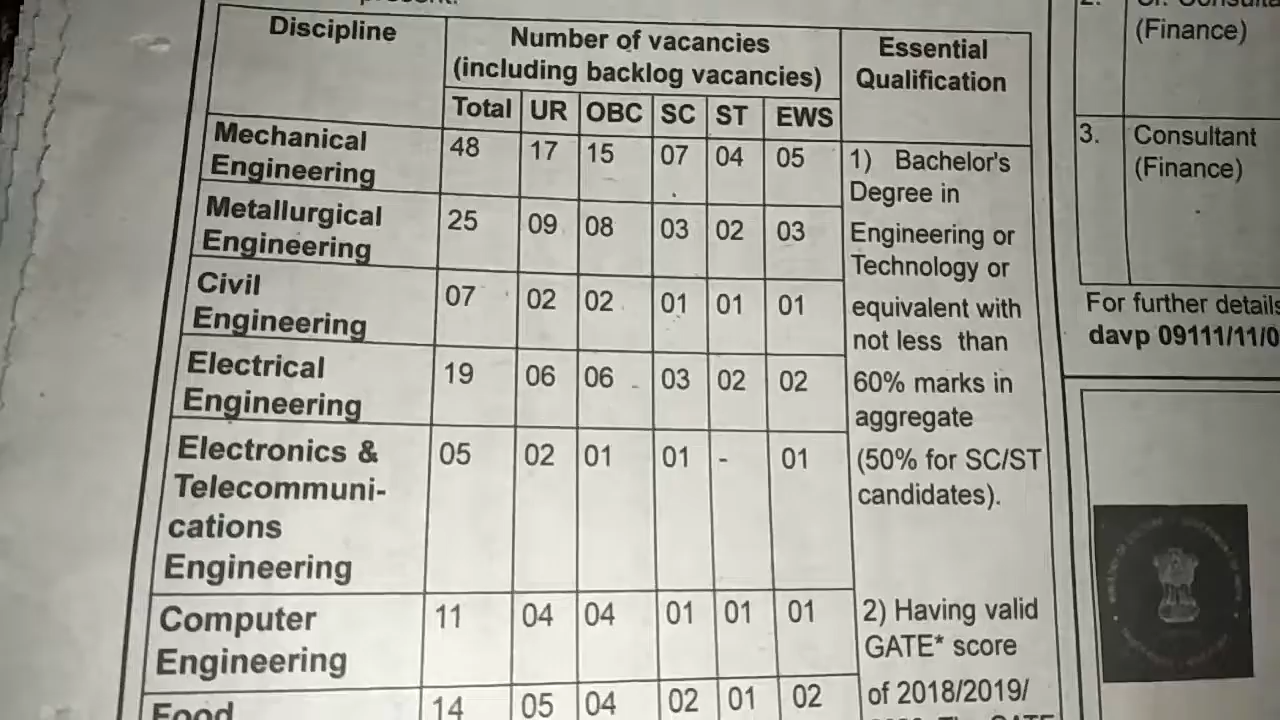 Discipline
Number of vacancies
(including backlog vacancies)
Essential
Qualification
Total UR OBC SC ST EWS
Mechanical
Engineering
48 17 15 07 04 05
Metallurgical
Engineering
25 09 08 03 02 03
Civil
Engineering
07 02 02 01 01 01
Electrical
Engineering
19 06 06 03 02 02
Electronics &
Telecommuni-
cations
Engineering
05 02 01 01 - 01
Computer
Engineering
11 04 04 01 01 01
Food
14 05 04 02 01 02
1) Bachelor's
Degree in
Engineering or
Technology or
equivalent with
not less than
60% marks in
aggregate
(50% for SC/ST
candidates).
2) Having valid
GATE* score
of 2018/2019/
(Finance)
3. Consultant
(Finance)
For further details
davp 09111/11/0